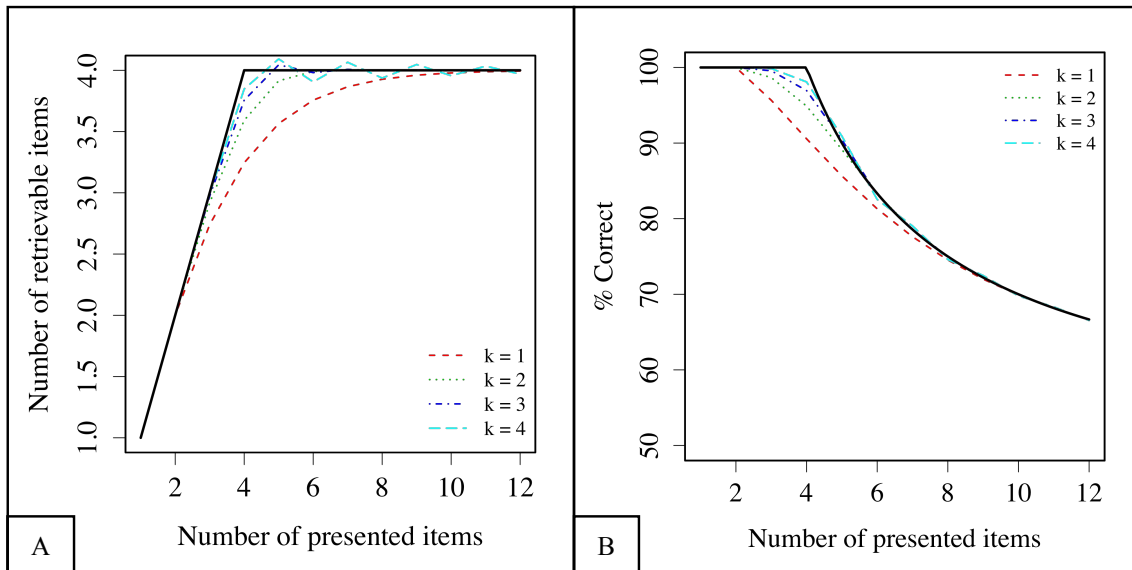 Number of retrievable items
4.0
3.5
3.0
2.5
2.0
1.5
1.0
k = 1
k = 2
k = 3
k = 4
2 4 6 8 10 12
Number of presented items
A
% Correct
100
90
80
70
60
50
k = 1
k = 2
k = 3
k = 4
2 4 6 8 10 12
Number of presented items
B